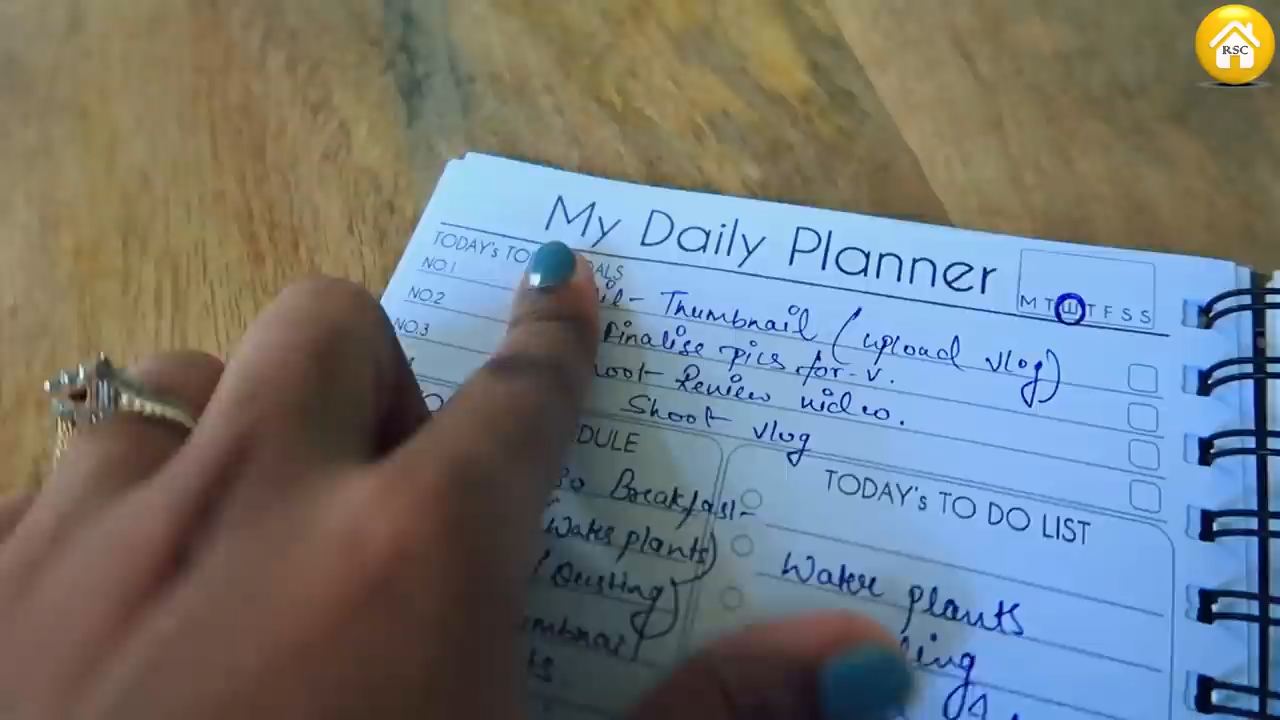 RSC
My Daily Planner
M T W T F S S
TODAY's TO
NO.1
Thumbnail (upload vlog)
NO.2
Finalise pics for v.
NO.3
Review video.
Shoot vlog
TODAY's TO DO LIST
Breakfast
Water plants)
Dusting)
Water plants